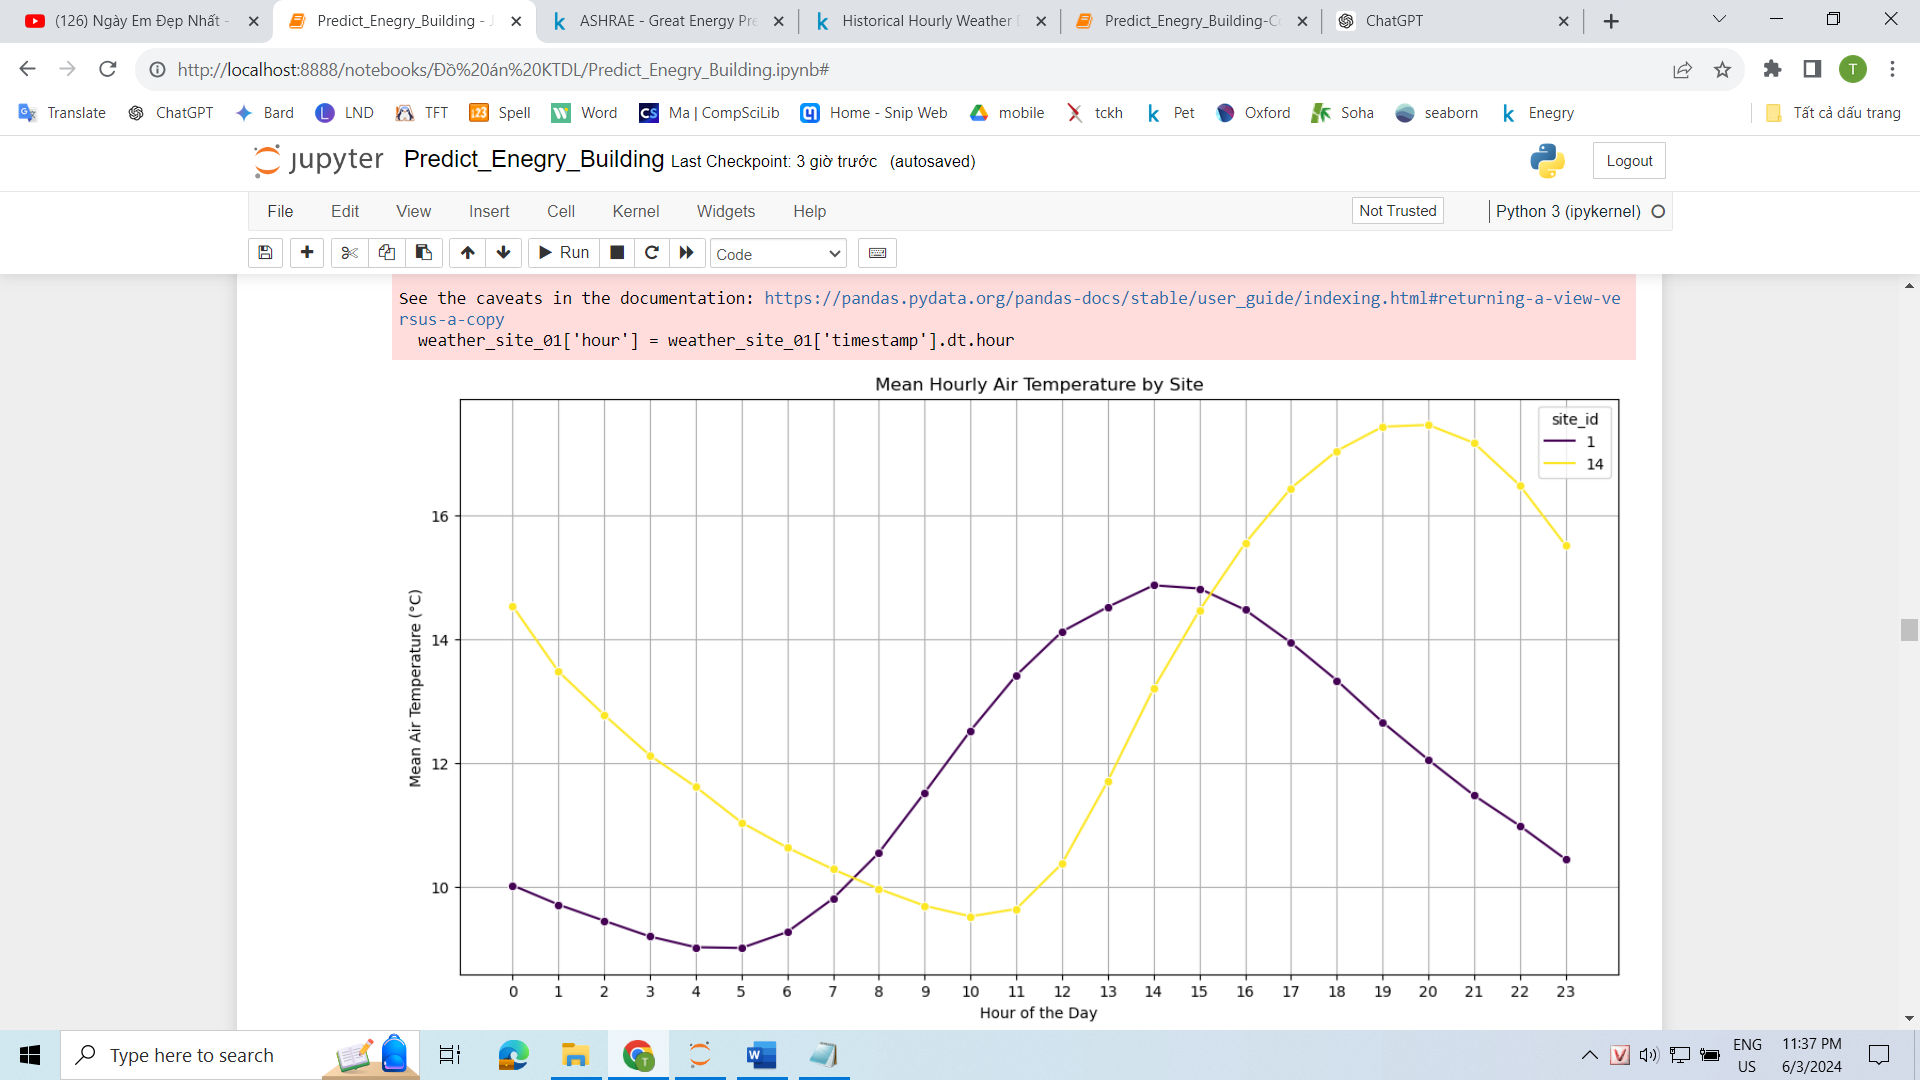 (126) Ngày Em Đẹp Nhất -
Predict_Enegry_Building - J
ASHRAE - Great Energy Pre
Historical Hourly Weather D
Predict_Enegry_Building-Co
ChatGPT
http://localhost:8888/notebooks/Đồ%20án%20KTDL/Predict_Enegry_Building.ipynb#
T
Translate
ChatGPT
Bard
LND
TFT
Spell
Word
Ma | CompSciLib
Home - Snip Web
mobile
tckh
Pet
Oxford
Soha
seaborn
Enegry
Tất cả dấu trang
jupyter
Predict_Enegry_Building Last Checkpoint: 3 giờ trước (autosaved)
Logout
File
Edit
View
Insert
Cell
Kernel
Widgets
Help
Not Trusted
Python 3 (ipykernel)
Run
Code
See the caveats in the documentation: https://pandas.pydata.org/pandas-docs/stable/user_guide/indexing.html#returning-a-view-ve
rsus-a-copy
weather_site_01['hour'] = weather_site_01['timestamp'].dt.hour
Mean Hourly Air Temperature by Site
site_id
1
14
16
14
12
10
Mean Air Temperature (°C)
0 1 2 3 4 5 6 7 8 9 10 11 12 13 14 15 16 17 18 19 20 21 22 23
Hour of the Day
Type here to search
ENG
US
11:37 PM
6/3/2024